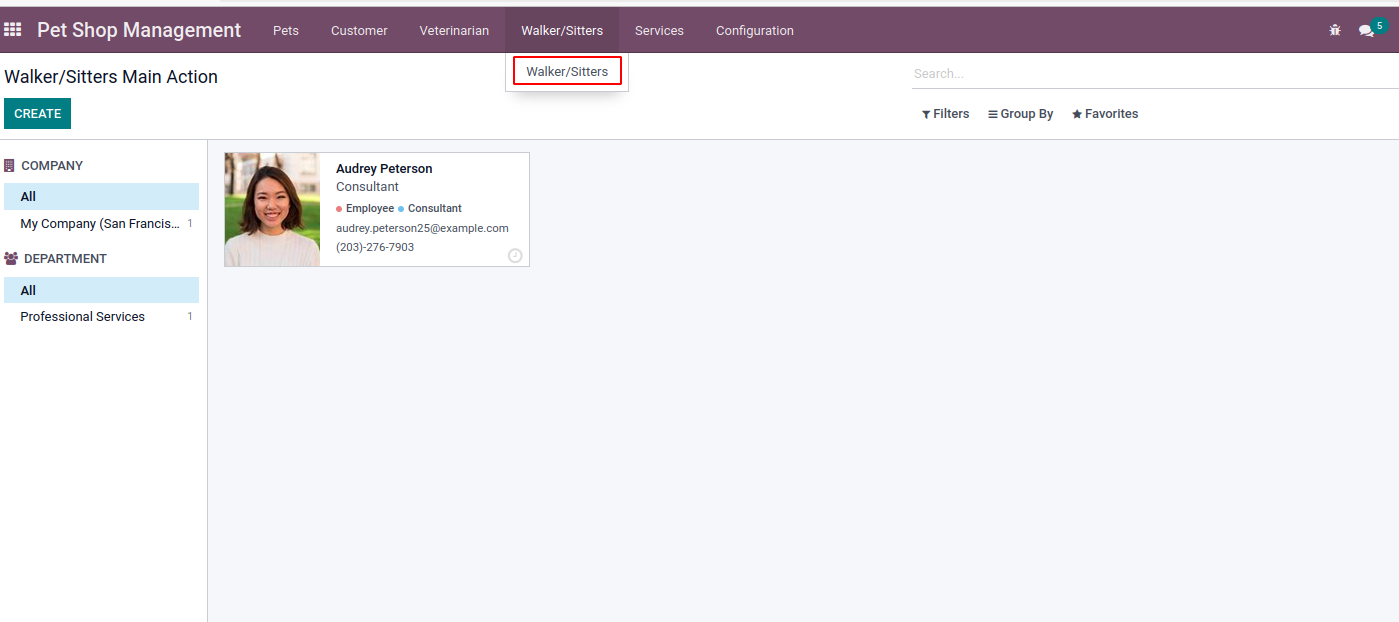 Pet Shop Management Pets Customer Veterinarian Walker/Sitters Services Configuration 5
Walker/Sitters
Walker/Sitters Main Action
Search...
CREATE
Filters Group By Favorites
COMPANY
All
My Company (San Francis... 1
DEPARTMENT
All
Professional Services 1
Audrey Peterson
Consultant
Employee Consultant
audrey.peterson25@example.com
(203)-276-7903